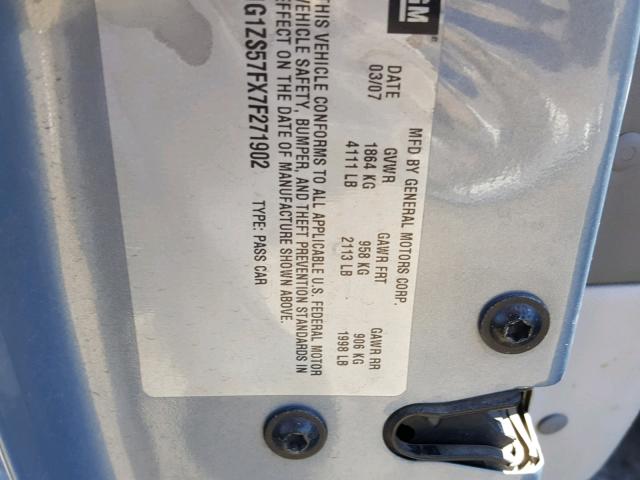 GM®
DATE
03/07
MFD BY GENERAL MOTORS CORP.
GVWR GAWR FRT GAWR RR
1864 KG 958 KG 906 KG
4111 LB 2113 LB 1998 LB
THIS VEHICLE CONFORMS TO ALL APPLICABLE U.S. FEDERAL MOTOR
VEHICLE SAFETY, BUMPER, AND THEFT PREVENTION STANDARDS IN
EFFECT ON THE DATE OF MANUFACTURE SHOWN ABOVE.
1G1ZS57FX7F271902 TYPE: PASS CAR